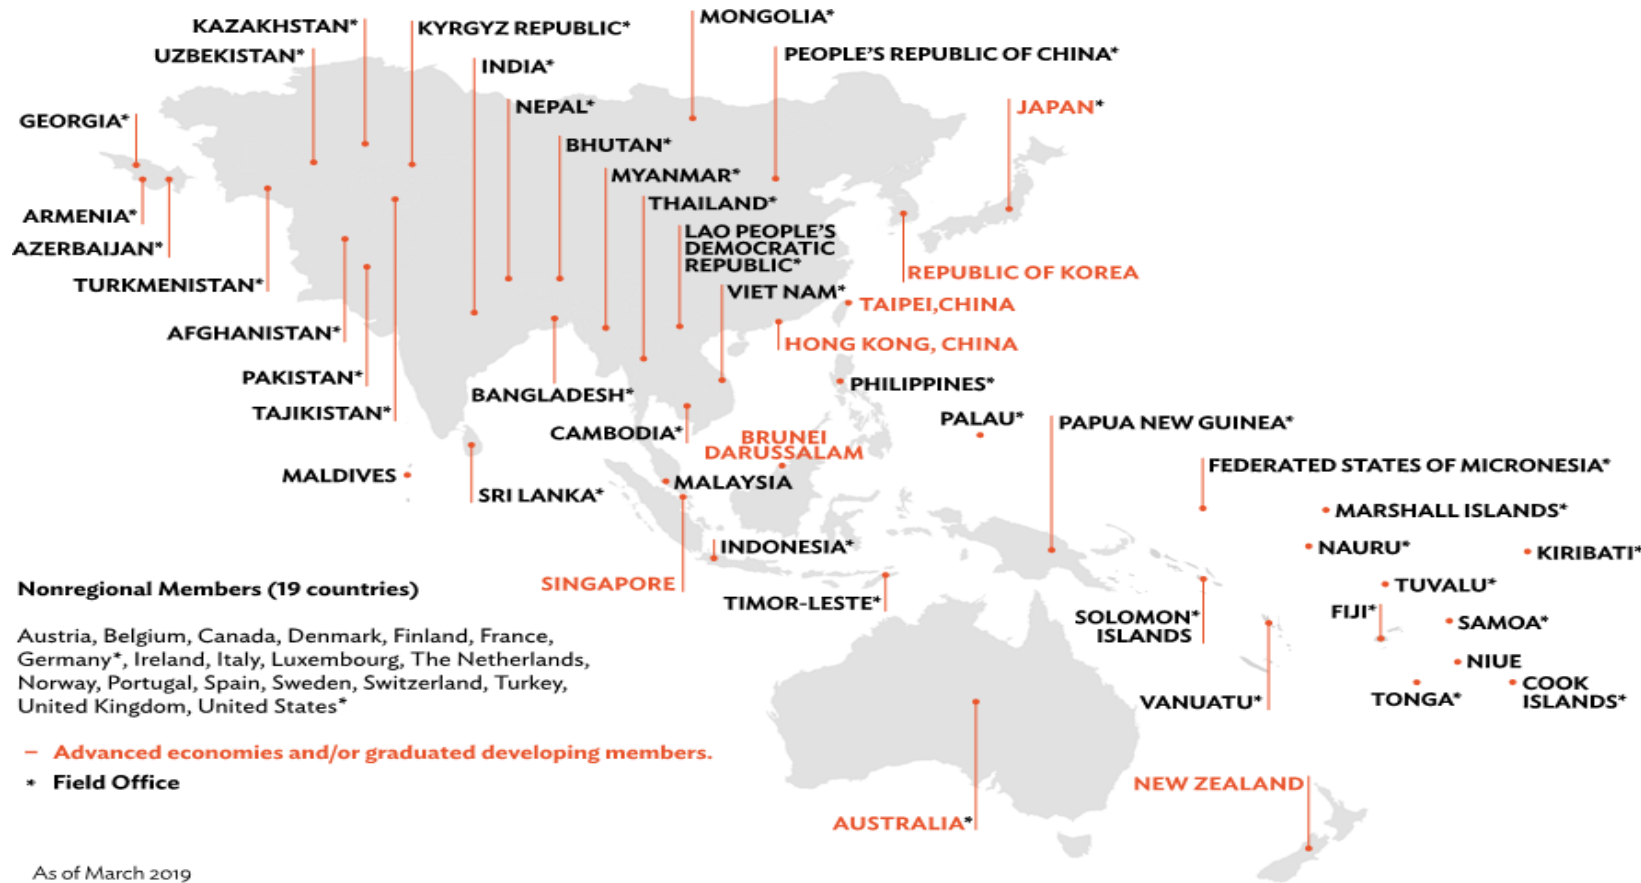 KAZAKHSTAN*
UZBEKISTAN*
KYRGYZ REPUBLIC*
MONGOLIA*
PEOPLE'S REPUBLIC OF CHINA*
INDIA*
NEPAL*
JAPAN*
GEORGIA*
BHUTAN*
MYANMAR*
THAILAND*
ARMENIA*
AZERBAIJAN*
LAO PEOPLE'S
DEMOCRATIC
REPUBLIC*
TURKMENISTAN*
VIET NAM*
REPUBLIC OF KOREA
TAIPEI,CHINA
AFGHANISTAN*
HONG KONG, CHINA
PAKISTAN*
TAJIKISTAN*
BANGLADESH*
PHILIPPINES*
CAMBODIA*
BRUNEI
DARUSSALAM
PALAU*
PAPUA NEW GUINEA*
MALDIVES
SRI LANKA*
MALAYSIA
FEDERATED STATES OF MICRONESIA*
MARSHALL ISLANDS*
INDONESIA*
NAURU*
KIRIBATI*
SINGAPORE
TIMOR-LESTE*
TUVALU*
SOLOMON*
ISLANDS
FIJI*
SAMOA*
NIUE
VANUATU*
TONGA*
COOK
ISLANDS*
Nonregional Members (19 countries)
Austria, Belgium, Canada, Denmark, Finland, France,
Germany*, Ireland, Italy, Luxembourg, The Netherlands,
Norway, Portugal, Spain, Sweden, Switzerland, Turkey,
United Kingdom, United States*
– Advanced economies and/or graduated developing members.
* Field Office
NEW ZEALAND
AUSTRALIA*
As of March 2019